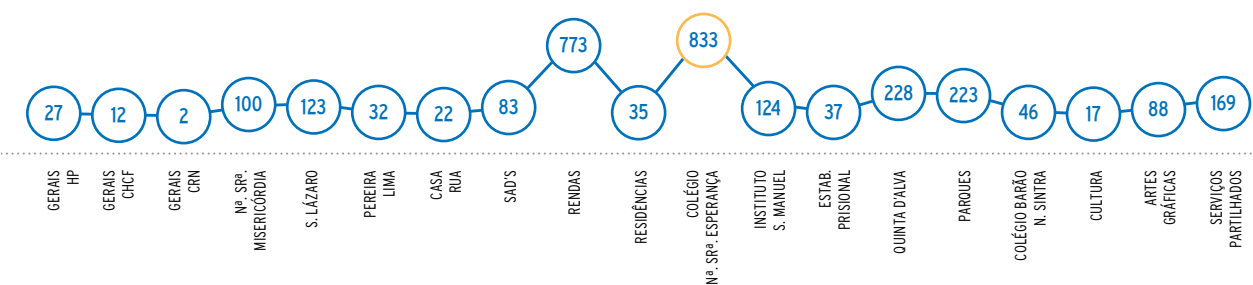 27
12
2
100
123
32
22
83
773
35
833
124
37
228
223
46
17
88
169
GERAIS
HP
GERAIS
CHCF
GERAIS
CRN
Nª. SRª.
MISERICÓRDIA
S. LÁZARO
PEREIRA
LIMA
CASA
RUA
SAD'S
RENDAS
RESIDÊNCIAS
COLÉGIO
Nª. SRª. ESPERANÇA
INSTITUTO
S. MANUEL
ESTAB.
PRISIONAL
QUINTA D'ALVA
PARQUES
COLÉGIO BARÃO
N. SINTRA
CULTURA
ARTES
GRÁFICAS
SERVIÇOS
PARTILHADOS